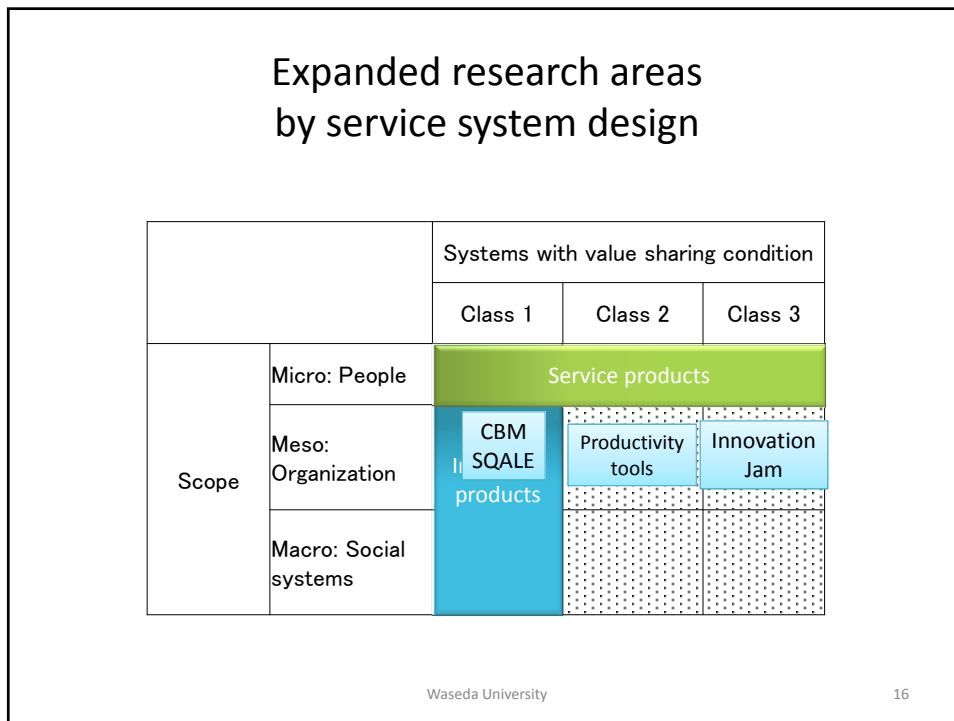 Expanded research areas
by service system design
Systems with value sharing condition
Class 1
Class 2
Class 3
Micro: People
Service products
Scope
Meso:
Organization
CBM
SQALE
products
Productivity
tools
Innovation
Jam
Macro: Social
systems
Waseda University
16